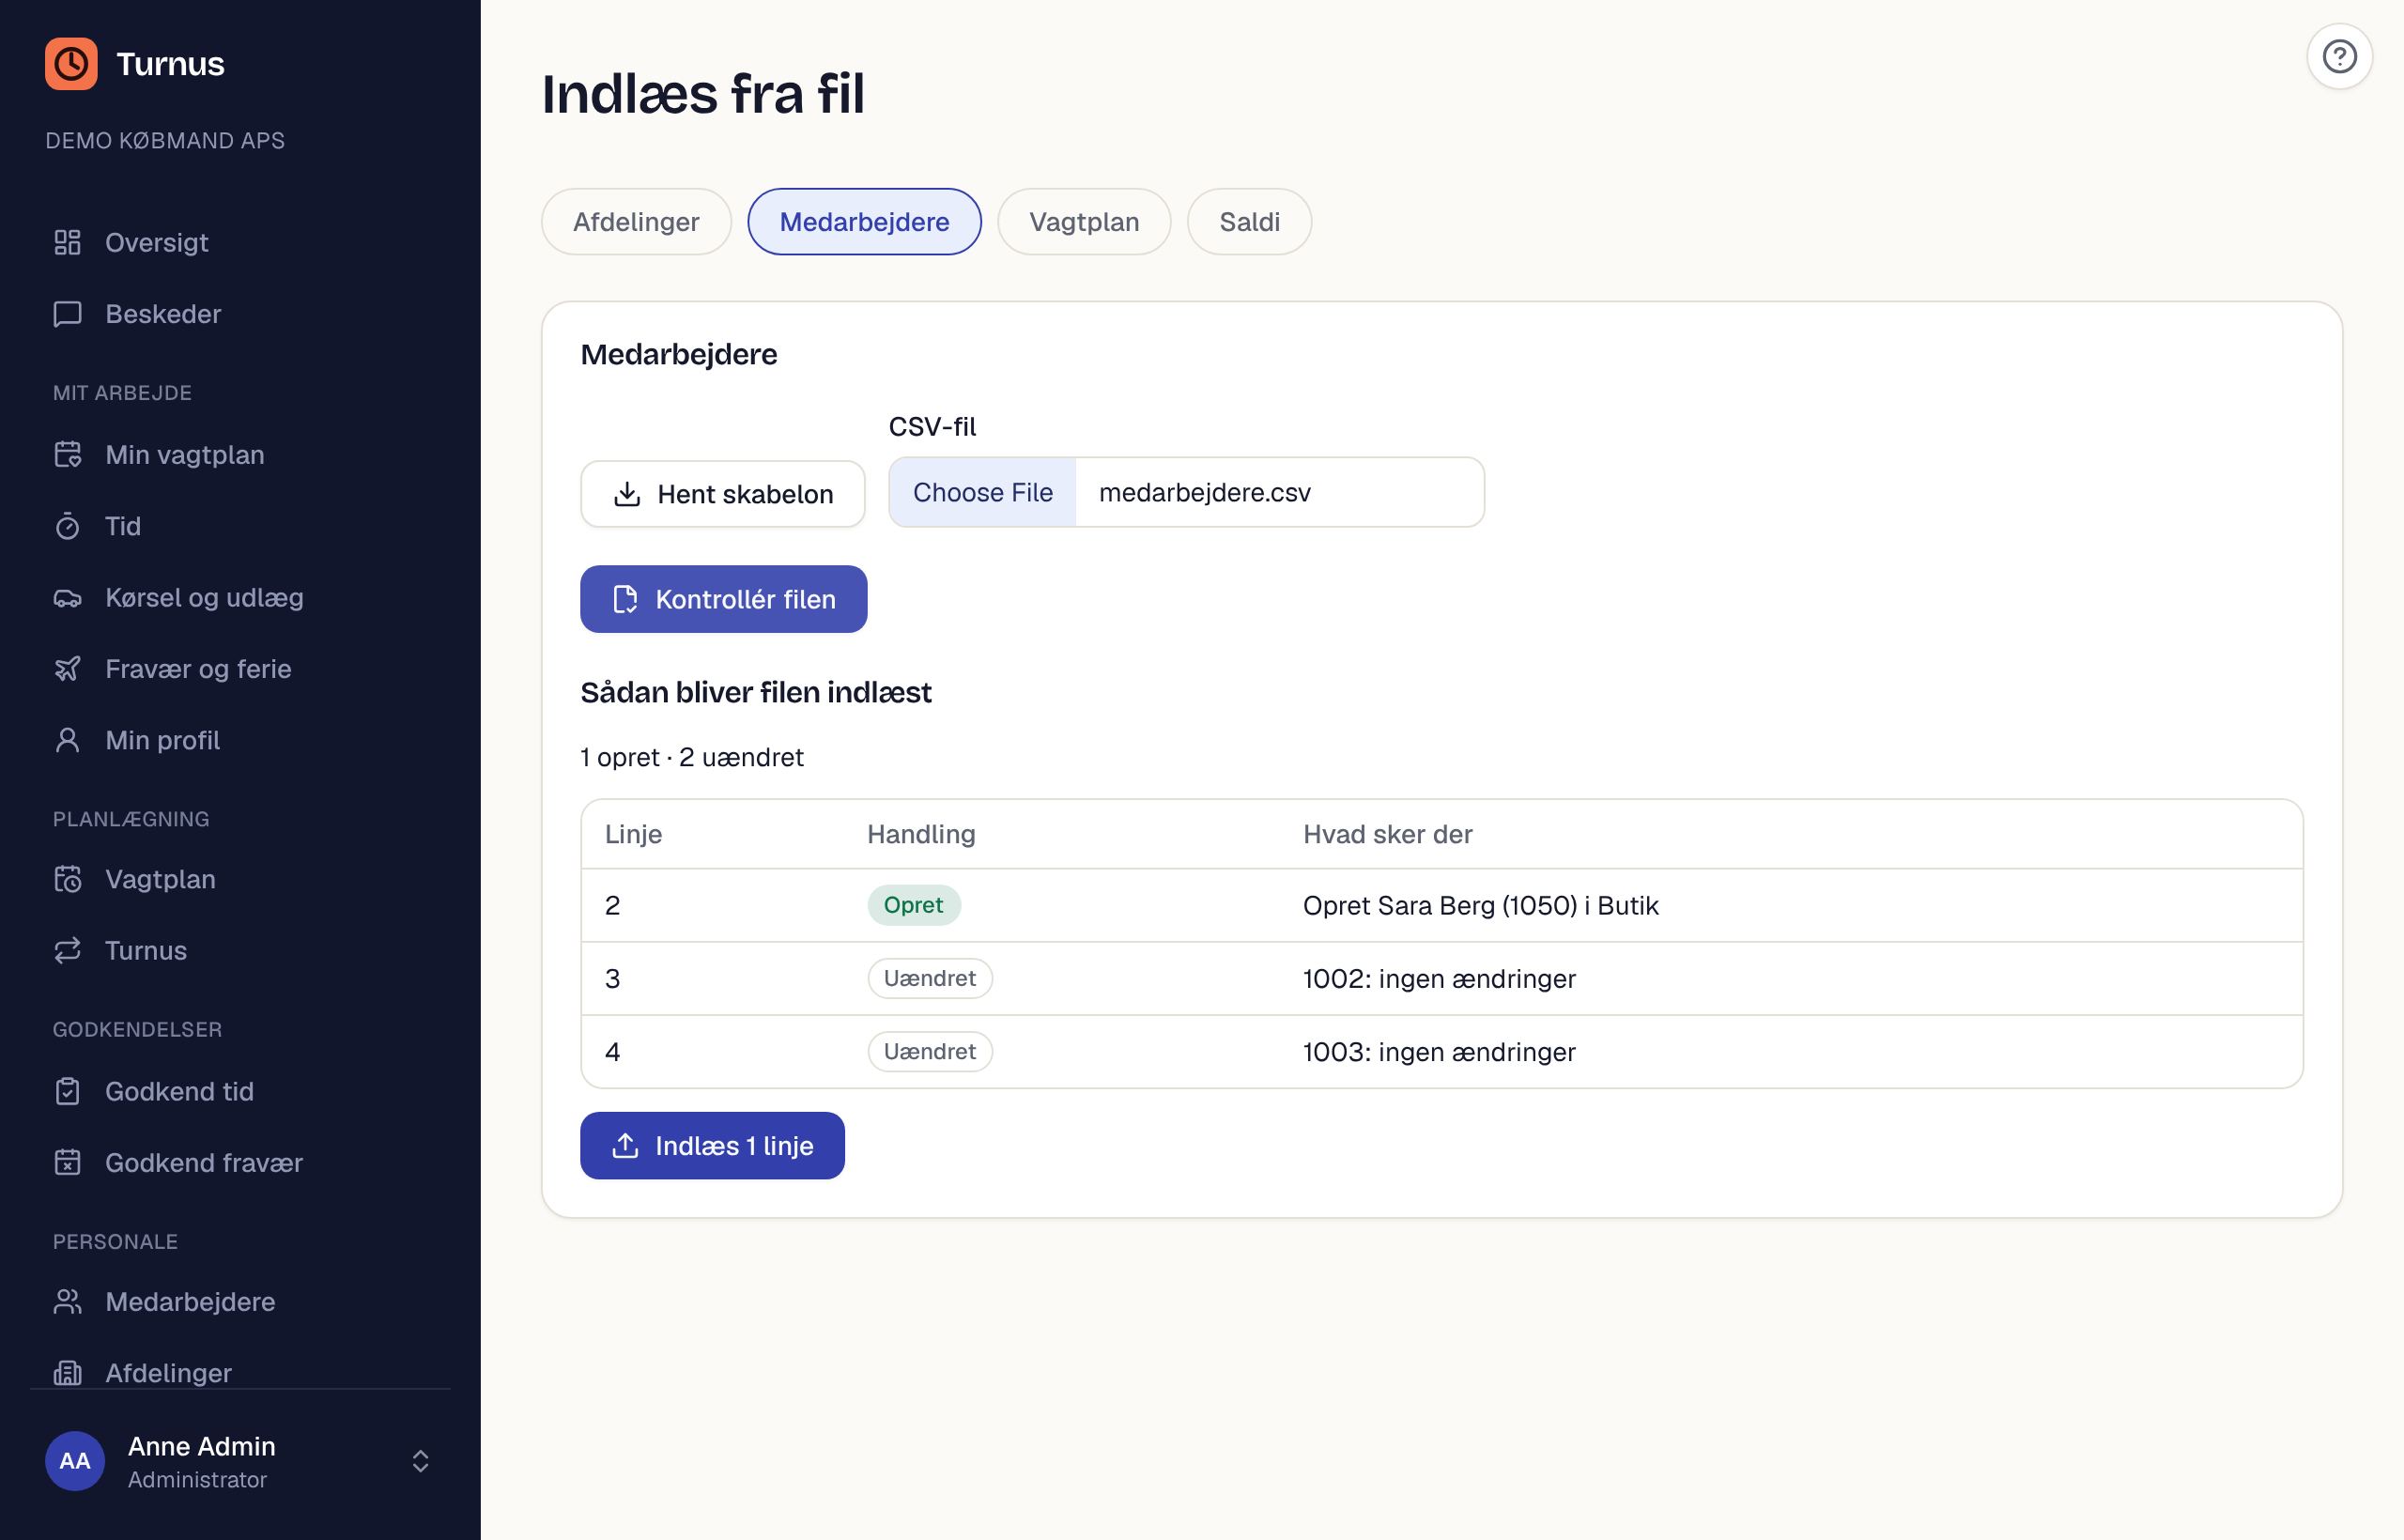 Turnus
DEMO KØBMAND APS
Oversigt
Beskeder
MIT ARBEJDE
Min vagtplan
Tid
Kørsel og udlæg
Fravær og ferie
Min profil
PLANLÆGNING
Vagtplan
Turnus
GODKENDELSER
Godkend tid
Godkend fravær
PERSONALE
Medarbejdere
Afdelinger
AA
Anne Admin
Administrator
Indlæs fra fil
Afdelinger Medarbejdere Vagtplan Saldi
Medarbejdere
CSV-fil
Hent skabelon Choose File medarbejdere.csv
Kontrollér filen
Sådan bliver filen indlæst
1 opret · 2 uændret
Linje Handling Hvad sker der
2 Opret Opret Sara Berg (1050) i Butik
3 Uændret 1002: ingen ændringer
4 Uændret 1003: ingen ændringer
Indlæs 1 linje